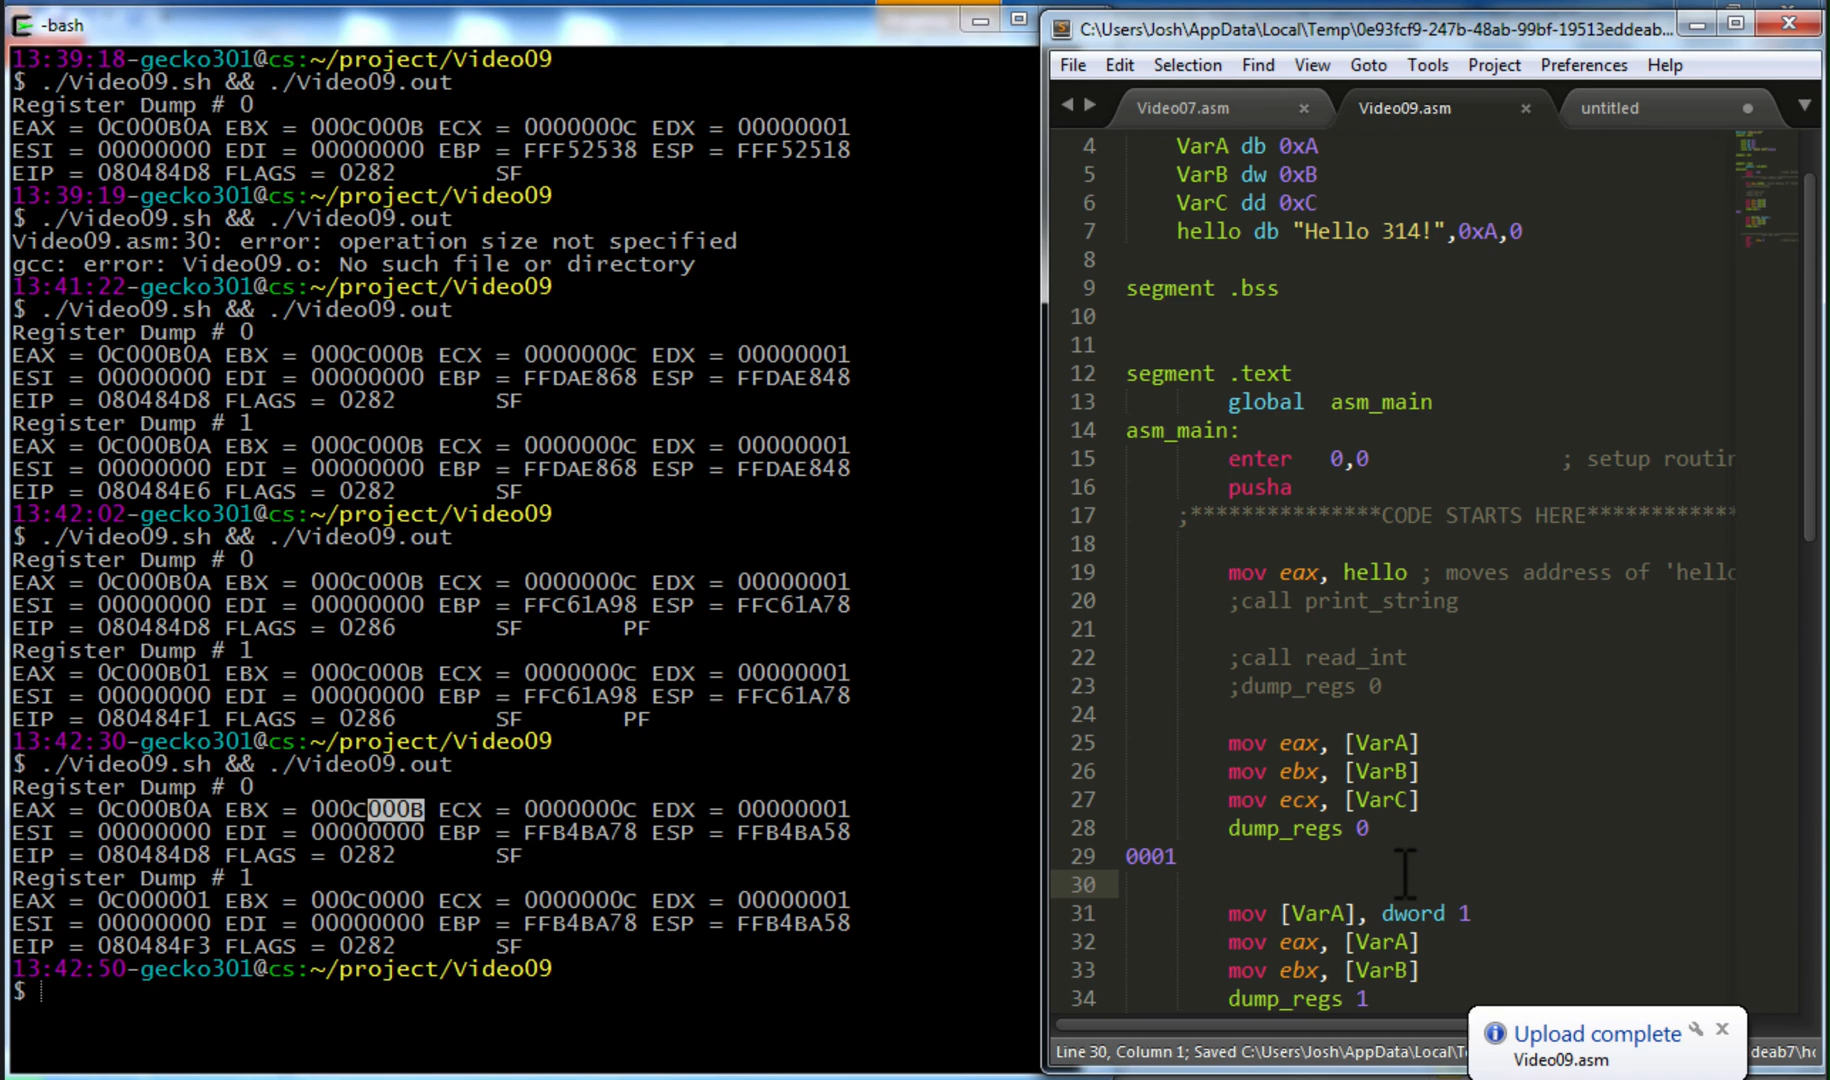 -bash
13:39:18-gecko301@cs:~/project/Video09
$ ./Video09.sh && ./Video09.out
Register Dump # 0
EAX = 0C000B0A EBX = 000C000B ECX = 0000000C EDX = 00000001
ESI = 00000000 EDI = 00000000 EBP = FFF52538 ESP = FFF52518
EIP = 080484D8 FLAGS = 0282 SF
13:39:19-gecko301@cs:~/project/Video09
$ ./Video09.sh && ./Video09.out
Video09.asm:30: error: operation size not specified
gcc: error: Video09.o: No such file or directory
13:41:22-gecko301@cs:~/project/Video09
$ ./Video09.sh && ./Video09.out
Register Dump # 0
EAX = 0C000B0A EBX = 000C000B ECX = 0000000C EDX = 00000001
ESI = 00000000 EDI = 00000000 EBP = FFDAE868 ESP = FFDAE848
EIP = 080484D8 FLAGS = 0282 SF
Register Dump # 1
EAX = 0C000B0A EBX = 000C000B ECX = 0000000C EDX = 00000001
ESI = 00000000 EDI = 00000000 EBP = FFDAE868 ESP = FFDAE848
EIP = 080484E6 FLAGS = 0282 SF
13:42:02-gecko301@cs:~/project/Video09
$ ./Video09.sh && ./Video09.out
Register Dump # 0
EAX = 0C000B0A EBX = 000C000B ECX = 0000000C EDX = 00000001
ESI = 00000000 EDI = 00000000 EBP = FFC61A98 ESP = FFC61A78
EIP = 080484D8 FLAGS = 0286 SF PF
Register Dump # 1
EAX = 0C000B01 EBX = 000C000B ECX = 0000000C EDX = 00000001
ESI = 00000000 EDI = 00000000 EBP = FFC61A98 ESP = FFC61A78
EIP = 080484F1 FLAGS = 0286 SF PF
13:42:30-gecko301@cs:~/project/Video09
$ ./Video09.sh && ./Video09.out
Register Dump # 0
EAX = 0C000B0A EBX = 000C000B ECX = 0000000C EDX = 00000001
ESI = 00000000 EDI = 00000000 EBP = FFB4BA78 ESP = FFB4BA58
EIP = 080484D8 FLAGS = 0282 SF
Register Dump # 1
EAX = 0C000001 EBX = 000C0000 ECX = 0000000C EDX = 00000001
ESI = 00000000 EDI = 00000000 EBP = FFB4BA78 ESP = FFB4BA58
EIP = 080484F3 FLAGS = 0282 SF
13:42:50-gecko301@cs:~/project/Video09
$
C:\Users\Josh\AppData\Local\Temp\0e93fcf9-247b-48ab-99bf-19513eddeab...
File Edit Selection Find View Goto Tools Project Preferences Help
Video07.asm Video09.asm untitled
4 VarA db 0xA
5 VarB dw 0xB
6 VarC dd 0xC
7 hello db "Hello 314!",0xA,0
8
9 segment .bss
10
11
12 segment .text
13 global asm_main
14 asm_main:
15 enter 0,0 ; setup routin
16 pusha
17 ;***************CODE STARTS HERE************
18
19 mov eax, hello ; moves address of 'hello
20 ;call print_string
21
22 ;call read_int
23 ;dump_regs 0
24
25 mov eax, [VarA]
26 mov ebx, [VarB]
27 mov ecx, [VarC]
28 dump_regs 0
29 0001
30
31 mov [VarA], dword 1
32 mov eax, [VarA]
33 mov ebx, [VarB]
34 dump_regs 1
Line 30, Column 1; Saved C:\Users\Josh\AppData\Local\T
Upload complete
Video09.asm
deab7\ho